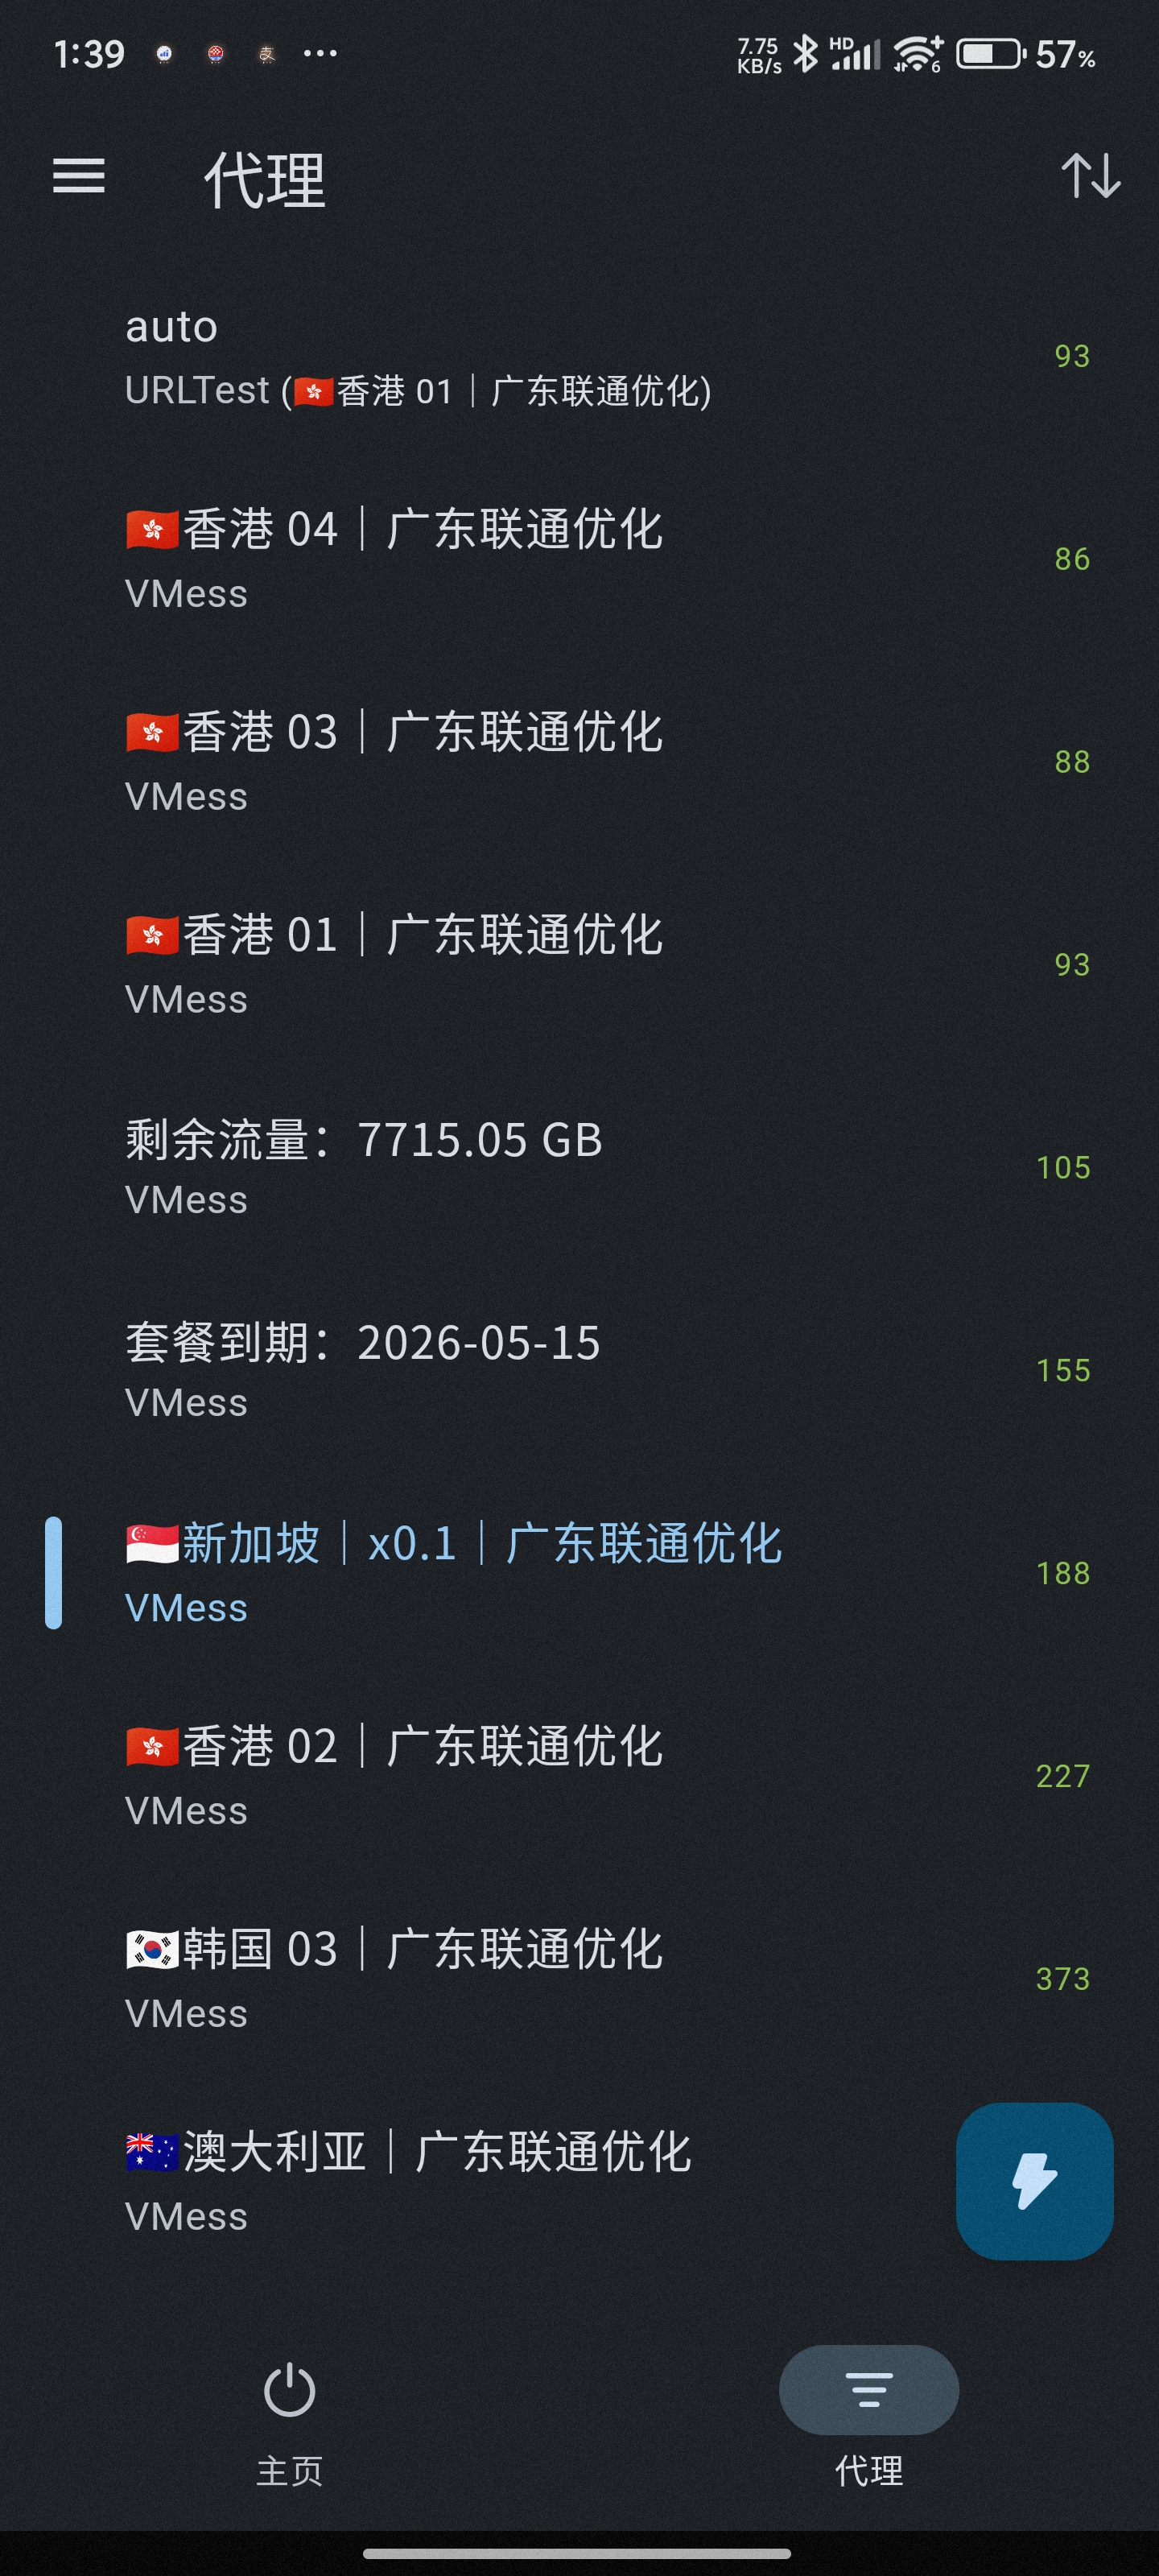 1:39
7.75 KB/s
HD
6
57%
代理
auto
URLTest (🇭🇰香港 01｜广东联通优化)
93
🇭🇰香港 04｜广东联通优化
VMess
86
🇭🇰香港 03｜广东联通优化
VMess
88
🇭🇰香港 01｜广东联通优化
VMess
93
剩余流量：7715.05 GB
VMess
105
套餐到期：2026-05-15
VMess
155
🇸🇬新加坡｜x0.1｜广东联通优化
VMess
188
🇭🇰香港 02｜广东联通优化
VMess
227
🇰🇷韩国 03｜广东联通优化
VMess
373
🇦🇺澳大利亚｜广东联通优化
VMess
主页
代理